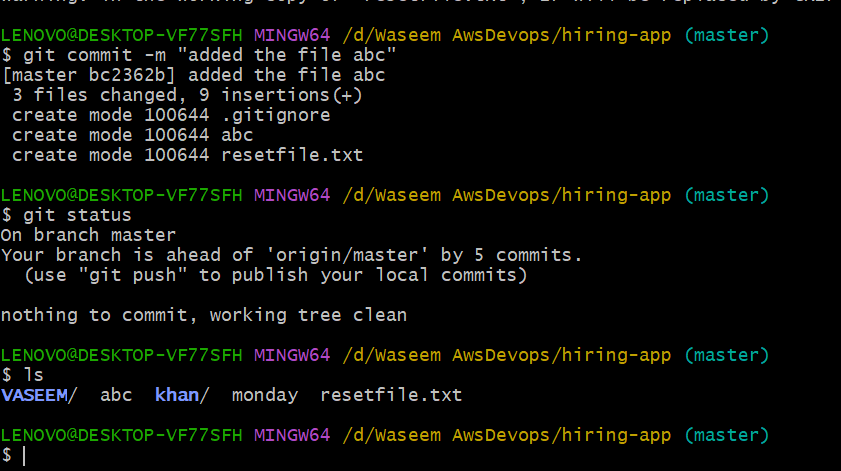 LENOVO@DESKTOP-VF77SFH MINGW64 /d/Waseem AwsDevops/hiring-app (master)
$ git commit -m "added the file abc"
[master bc2362b] added the file abc
 3 files changed, 9 insertions(+)
 create mode 100644 .gitignore
 create mode 100644 abc
 create mode 100644 resetfile.txt

LENOVO@DESKTOP-VF77SFH MINGW64 /d/Waseem AwsDevops/hiring-app (master)
$ git status
On branch master
Your branch is ahead of 'origin/master' by 5 commits.
  (use "git push" to publish your local commits)

nothing to commit, working tree clean

LENOVO@DESKTOP-VF77SFH MINGW64 /d/Waseem AwsDevops/hiring-app (master)
$ ls
VASEEM/  abc  khan/  monday  resetfile.txt

LENOVO@DESKTOP-VF77SFH MINGW64 /d/Waseem AwsDevops/hiring-app (master)
$